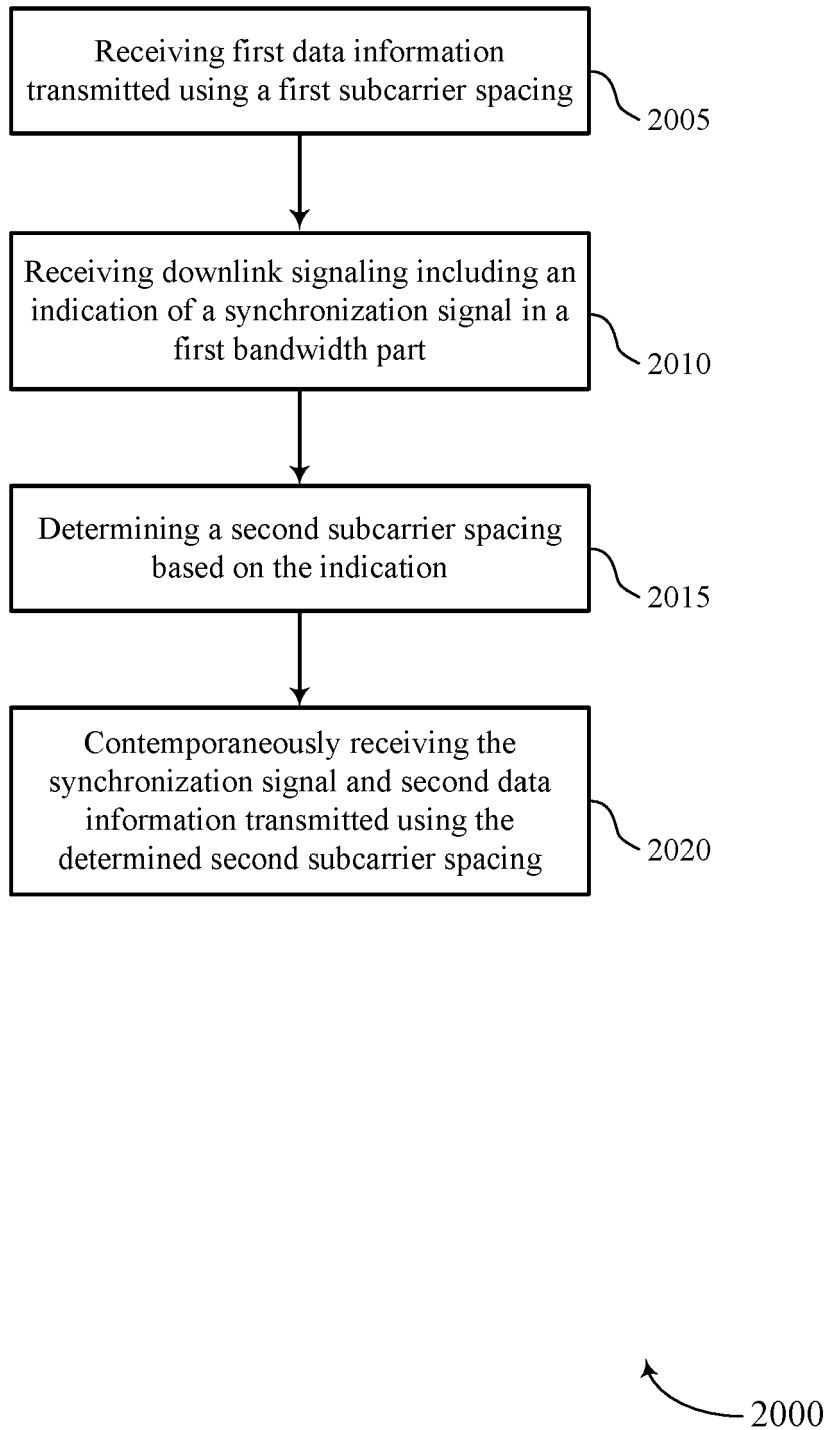 Receiving first data information
transmitted using a first subcarrier spacing
2005
Receiving downlink signaling including an
indication of a synchronization signal in a
first bandwidth part
2010
Determining a second subcarrier spacing
based on the indication
2015
Contemporaneously receiving the
synchronization signal and second data
information transmitted using the
determined second subcarrier spacing
2020
2000